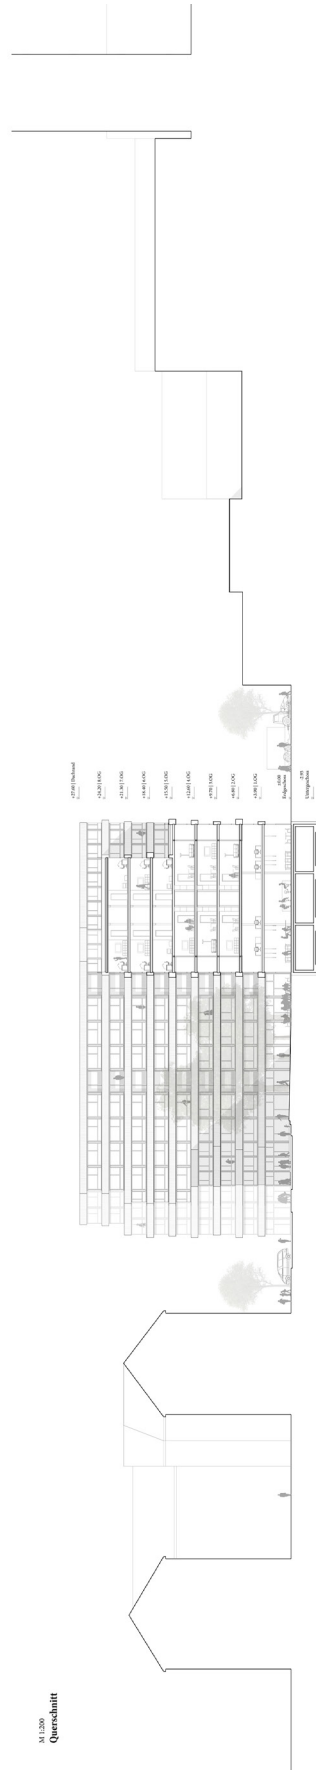 M 1:200
Querschnitt
+27,60 | Dachrand
+24,20 | 8.OG
+21,30 | 7.OG
+18,40 | 6.OG
+15,50 | 5.OG
+12,60 | 4.OG
+9,70 | 3.OG
+6,80 | 2.OG
+3,90 | 1.OG
±0,00
Erdgeschoss
-2,95
Untergeschoss